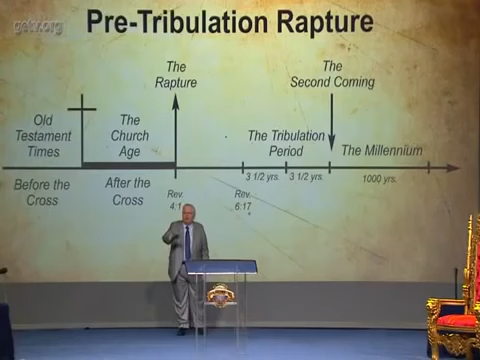 getv.org
Pre-Tribulation Rapture
The
Rapture
The
Second Coming
Old
Testament
Times
The
Church
Age
The Tribulation
Period
The Millennium
3 1/2 yrs.
3 1/2 yrs.
1000 yrs.
Before the
Cross
After the
Cross
Rev.
4:1
Rev.
6:17